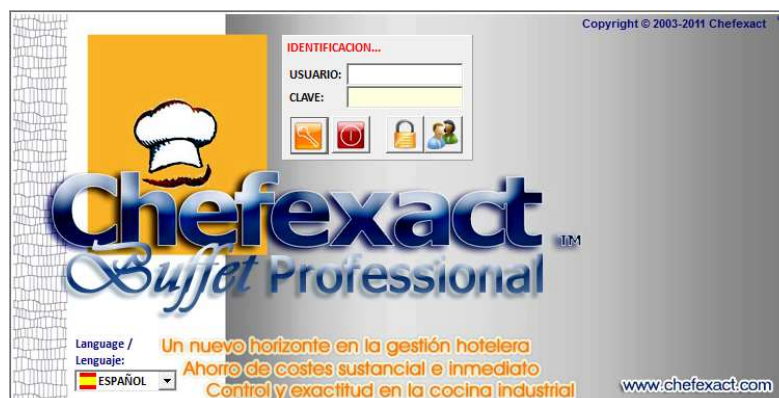 Copyright © 2003-2011 Chefexact
IDENTIFICACION...
USUARIO:
CLAVE:
Chefexact TM
Buffet Professional
Language /
Lenguaje:
ESPAÑOL
Un nuevo horizonte en la gestión hotelera
Ahorro de costes sustancial e inmediato
Control y exactitud en la cocina industrial
www.chefexact.com